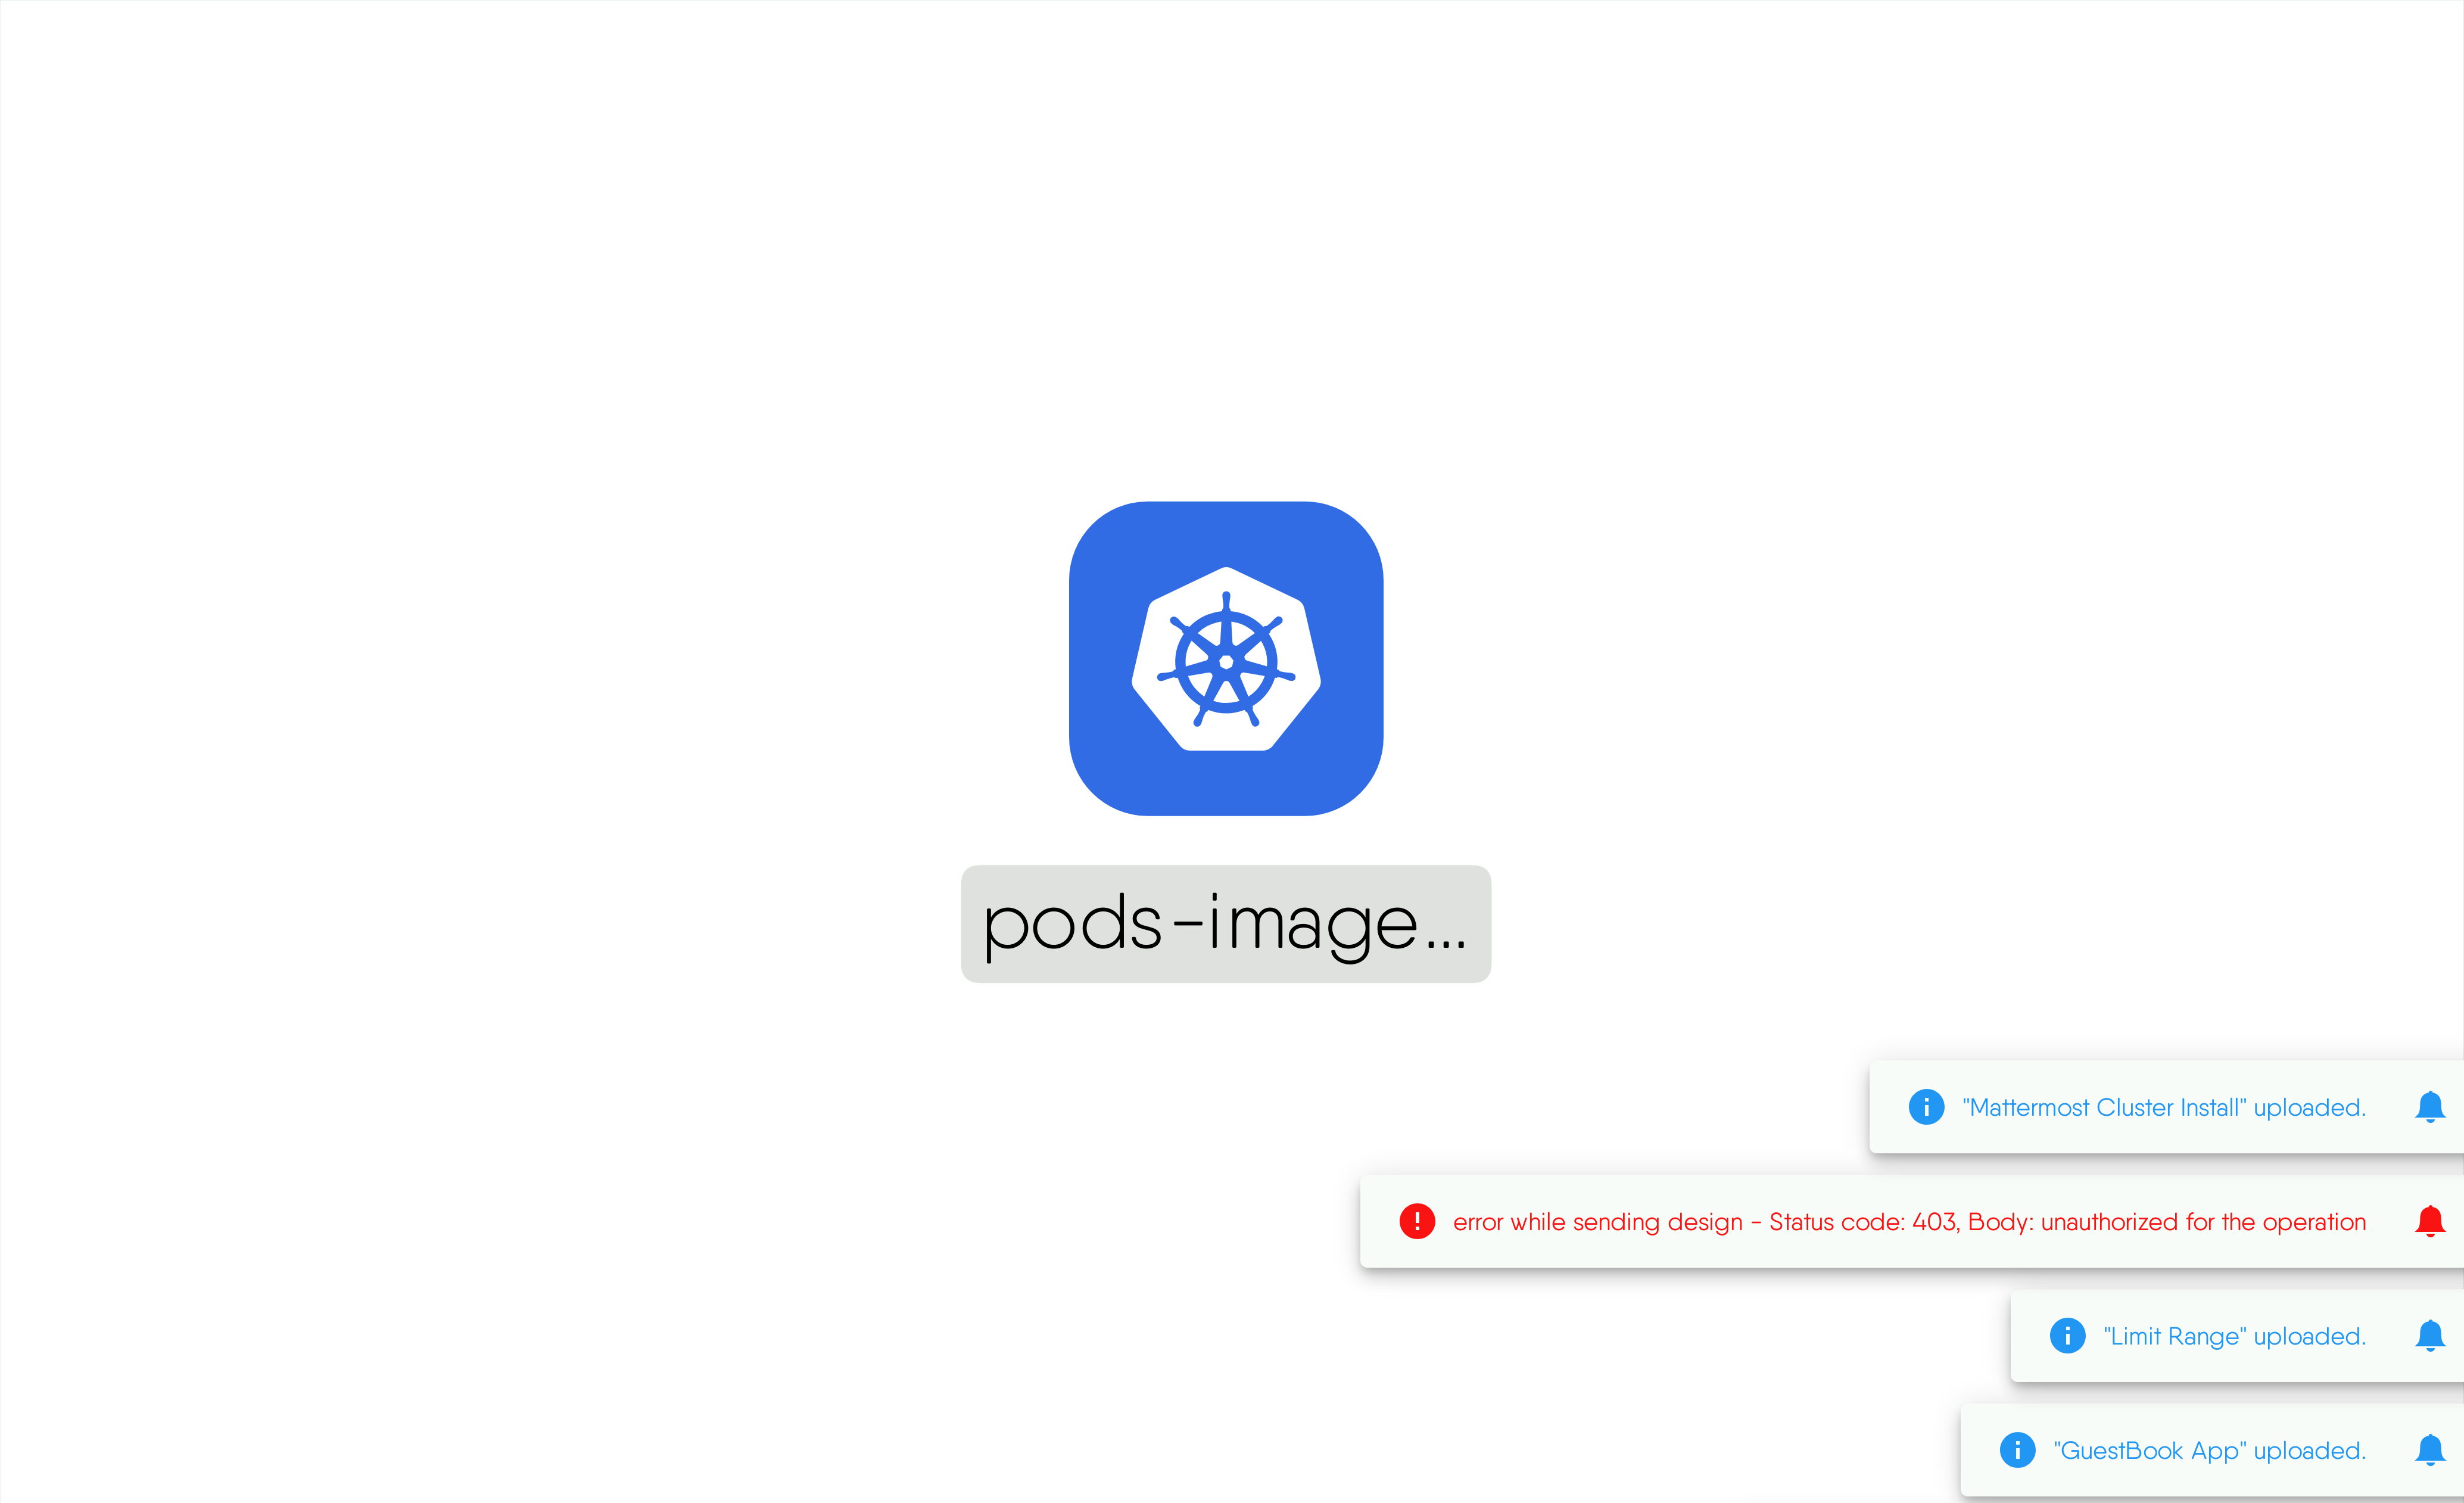 pods-image...
"Mattermost Cluster Install" uploaded.
error while sending design - Status code: 403, Body: unauthorized for the operation
"Limit Range" uploaded.
"GuestBook App" uploaded.